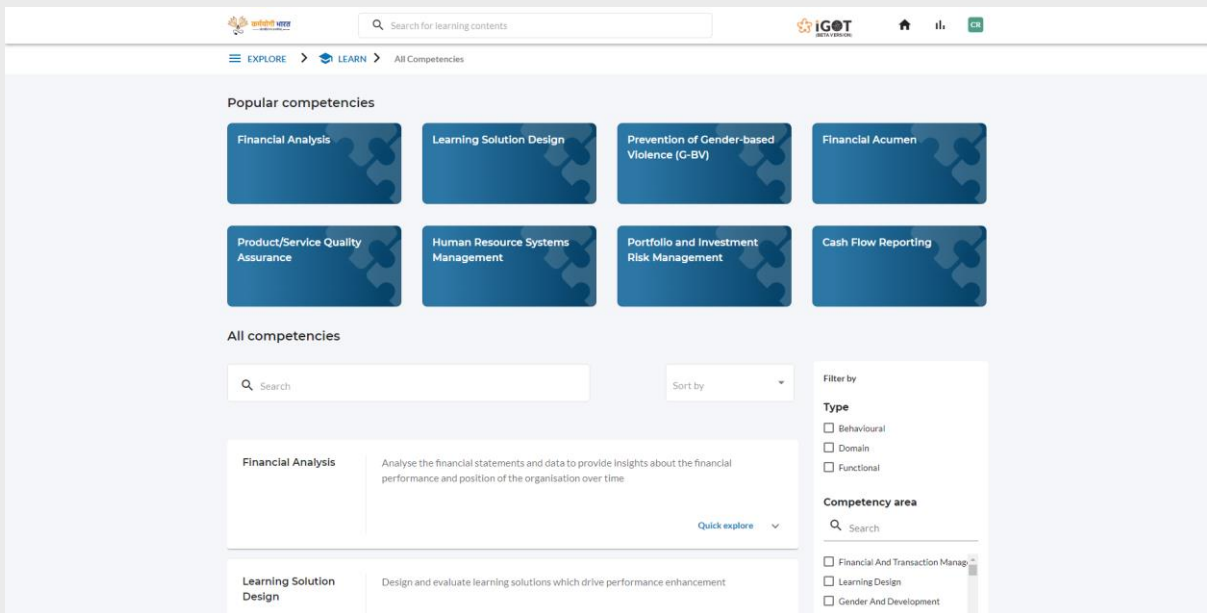 कर्मयोगी भारत
Search for learning contents
iGOT
(BETA VERSION)
CR
EXPLORE
LEARN
All Competencies
Popular competencies
Financial Analysis
Learning Solution Design
Prevention of Gender-based
Violence (G-BV)
Financial Acumen
Product/Service Quality
Assurance
Human Resource Systems
Management
Portfolio and Investment
Risk Management
Cash Flow Reporting
All competencies
Search
Sort by
Financial Analysis
Analyse the financial statements and data to provide insights about the financial
performance and position of the organisation over time
Quick explore
Learning Solution
Design
Design and evaluate learning solutions which drive performance enhancement
Filter by
Type
Behavioural
Domain
Functional
Competency area
Search
Financial And Transaction Manag
Learning Design
Gender And Development